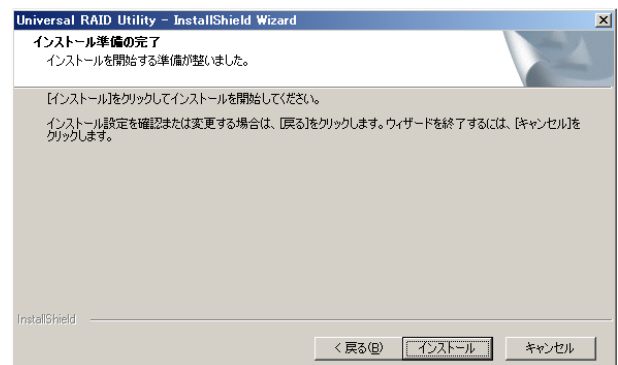 Universal RAID Utility - InstallShield Wizard
インストール準備の完了
インストールを開始する準備が整いました。
[インストール]をクリックしてインストールを開始してください。
インストール設定を確認または変更する場合は、[戻る]をクリックします。ウィザードを終了するには、[キャンセル]を
クリックします。
InstallShield
< 戻る(B) インストール キャンセル